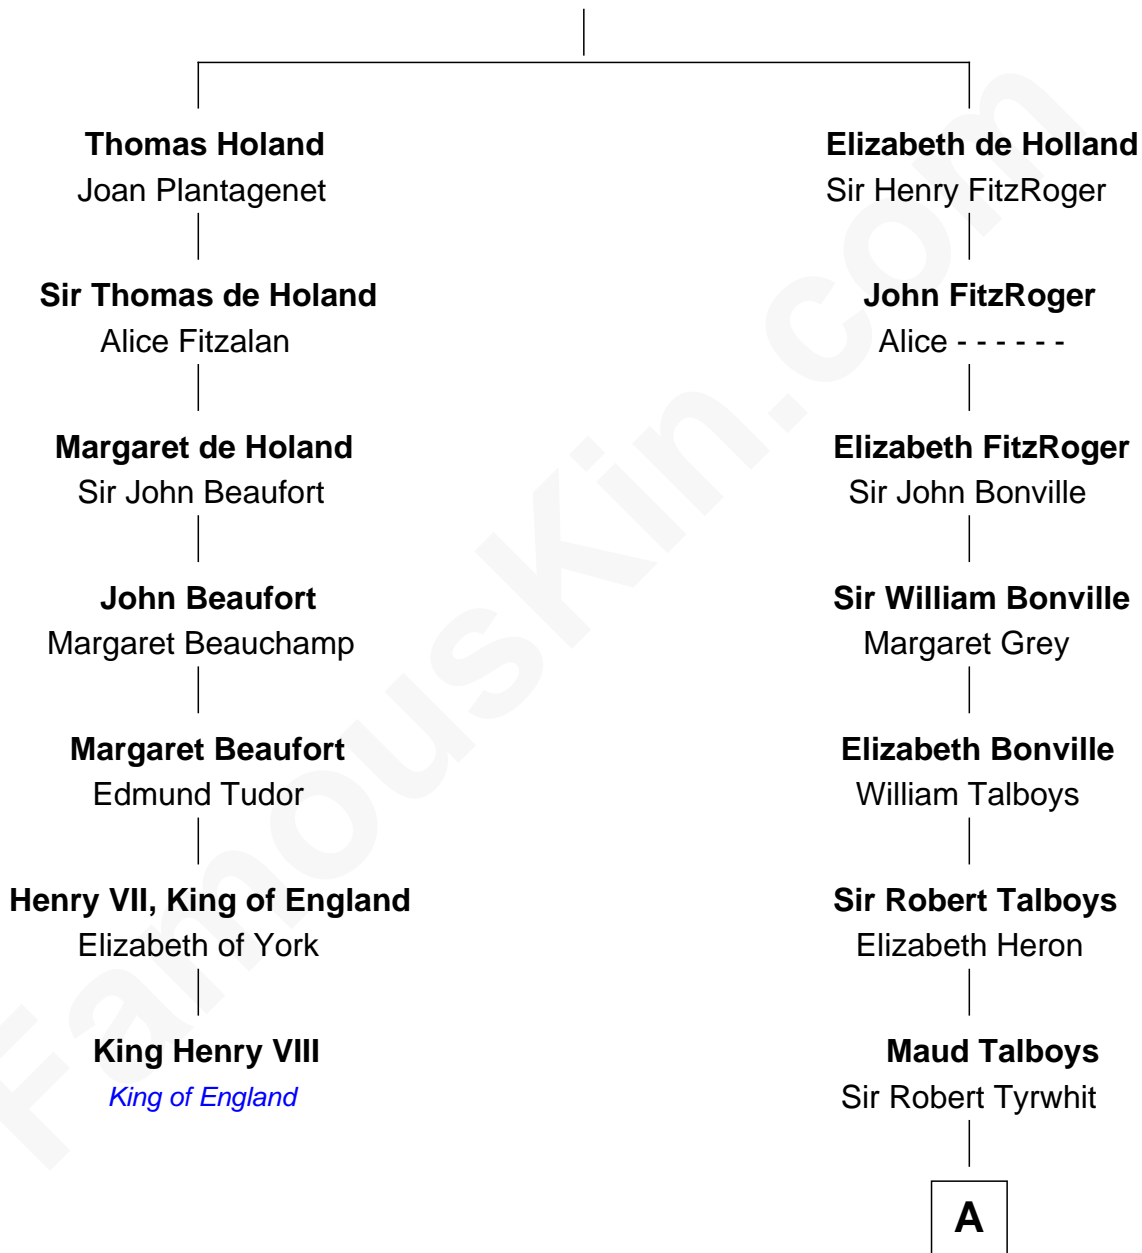 Thomas Holand
Joan Plantagenet
Elizabeth de Holland
Sir Henry FitzRoger
Sir Thomas de Holand
Alice Fitzalan
John FitzRoger
Alice - - - - - -
Margaret de Holand
Sir John Beaufort
Elizabeth FitzRoger
Sir John Bonville
John Beaufort
Margaret Beauchamp
Sir William Bonville
Margaret Grey
Margaret Beaufort
Edmund Tudor
Elizabeth Bonville
William Talboys
Henry VII, King of England
Elizabeth of York
Sir Robert Talboys
Elizabeth Heron
King Henry VIII
King of England
Maud Talboys
Sir Robert Tyrwhit
A
FamousKin.com